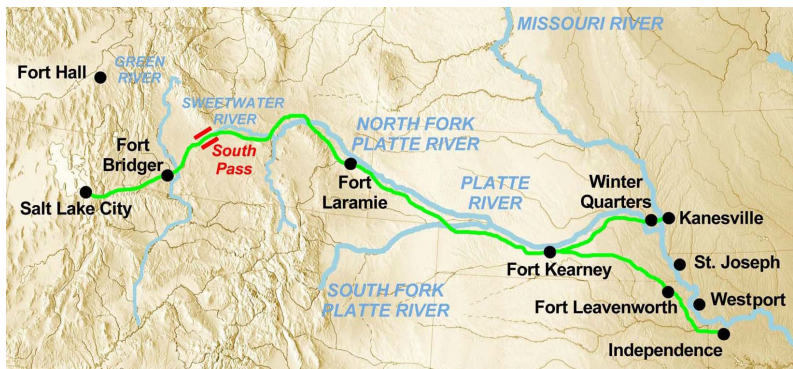 MISSOURI RIVER
Fort Hall
GREEN
RIVER
SWEETWATER
RIVER
NORTH FORK
PLATTE RIVER
Fort
Bridger
South
Pass
Fort
Laramie
PLATTE
RIVER
Winter
Quarters
Kanesville
Salt Lake City
St. Joseph
Fort Kearney
SOUTH FORK
PLATTE RIVER
Fort Leavenworth
Westport
Independence